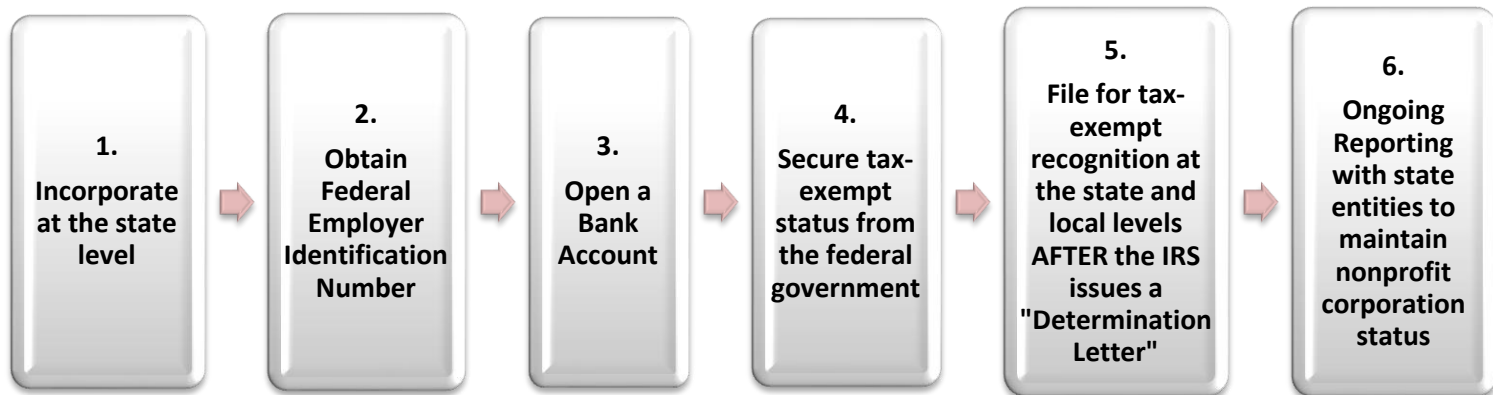 1.
Incorporate
at the state
level
2.
Obtain
Federal
Employer
Identification
Number
3.
Open a
Bank
Account
4.
Secure tax-
exempt
status from
the federal
government
5.
File for tax-
exempt
recognition at
the state and
local levels
AFTER the IRS
issues a
"Determination
Letter"
6.
Ongoing
Reporting
with state
entities to
maintain
nonprofit
corporation
status